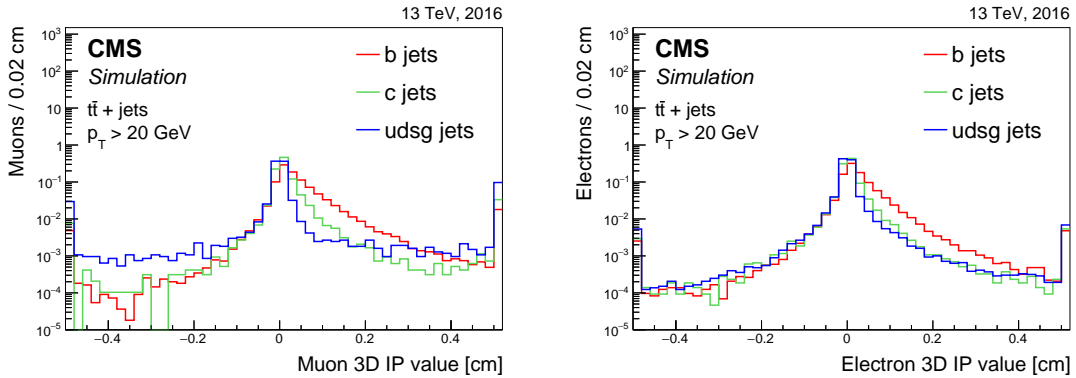 13 TeV, 2016
CMS
Simulation
tt̄ + jets
p_T > 20 GeV
b jets
c jets
udsg jets
Muons / 0.02 cm
10³
10²
10
1
10⁻¹
10⁻²
10⁻³
10⁻⁴
10⁻⁵
−0.4 −0.2 0 0.2 0.4
Muon 3D IP value [cm]
13 TeV, 2016
CMS
Simulation
tt̄ + jets
p_T > 20 GeV
b jets
c jets
udsg jets
Electrons / 0.02 cm
10³
10²
10
1
10⁻¹
10⁻²
10⁻³
10⁻⁴
10⁻⁵
−0.4 −0.2 0 0.2 0.4
Electron 3D IP value [cm]